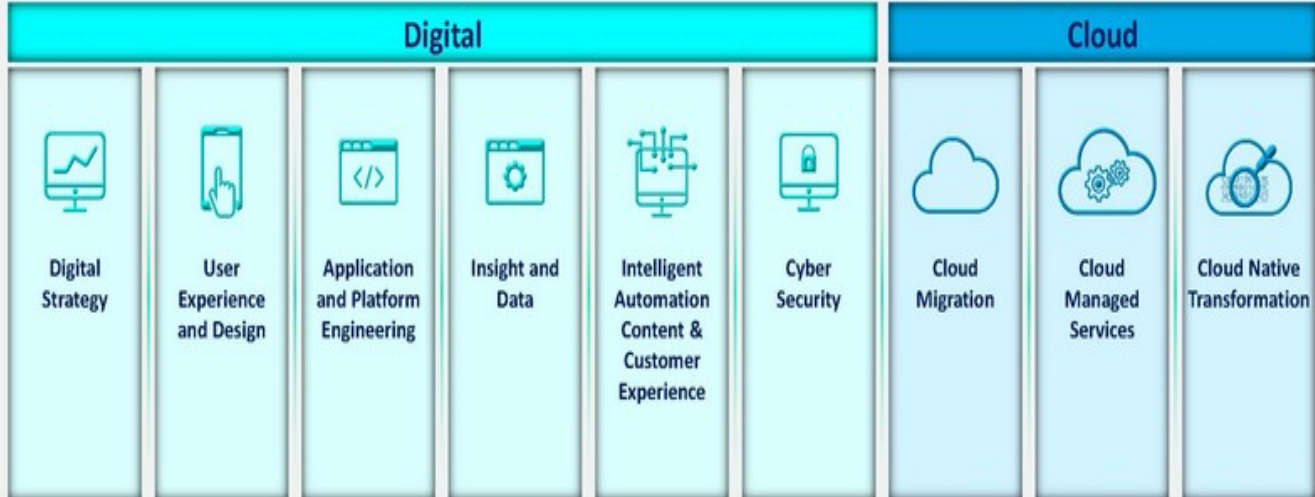 Digital
Cloud
Digital
Strategy
User
Experience
and Design
Application
and Platform
Engineering
</>
Insight and
Data
Intelligent
Automation
Content &
Customer
Experience
Cyber
Security
Cloud
Migration
Cloud
Managed
Services
Cloud Native
Transformation